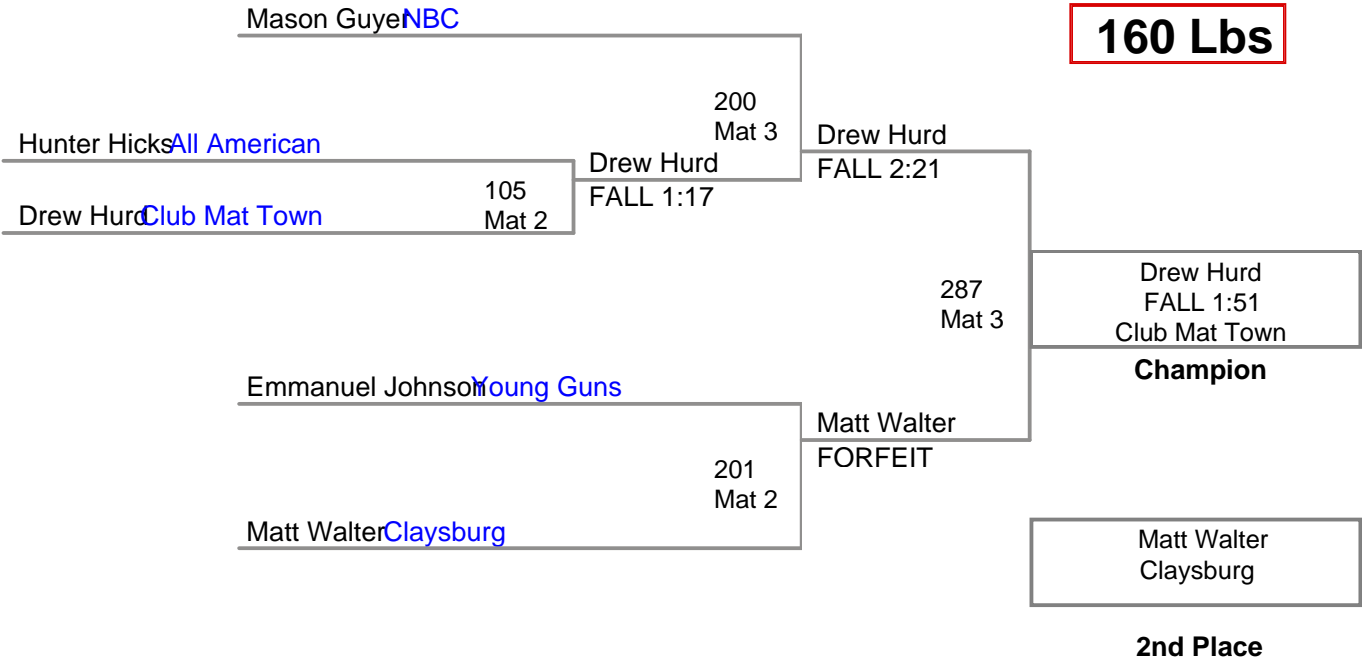 Mason Guyer NBC
160 Lbs
200
Mat 3
Drew Hurd
FALL 2:21
Hunter Hicks All American
Drew Hurd
FALL 1:17
105
Mat 2
Drew Hurd Club Mat Town
287
Mat 3
Drew Hurd
FALL 1:51
Club Mat Town
Champion
Emmanuel Johnson Young Guns
Matt Walter
FORFEIT
201
Mat 2
Matt Walter Claysburg
Matt Walter
Claysburg
2nd Place